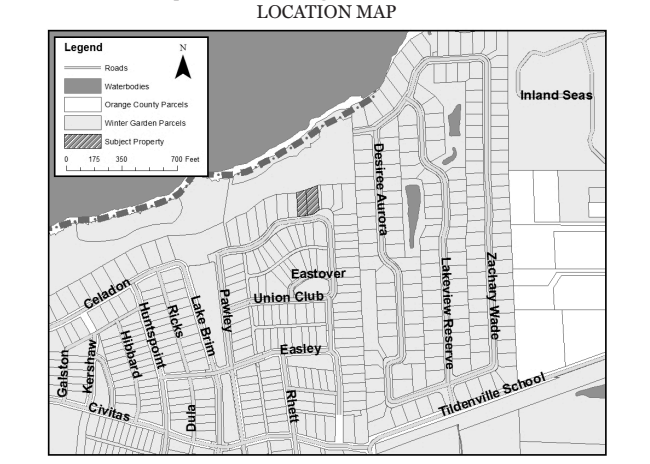 LOCATION MAP
Legend
N
Roads
Waterbodies
Orange County Parcels
Winter Garden Parcels
Subject Property
0 175 350 700 Feet
Inland Seas
Desiree Aurora
Lakeview Reserve
Zachary Wade
Eastover
Union Club
Celadon
Pawley
Lake Brim
Ricks
Huntspoint
Hibbard
Kershaw
Galston
Easley
Rhett
Dula
Civitas
Tildenville School